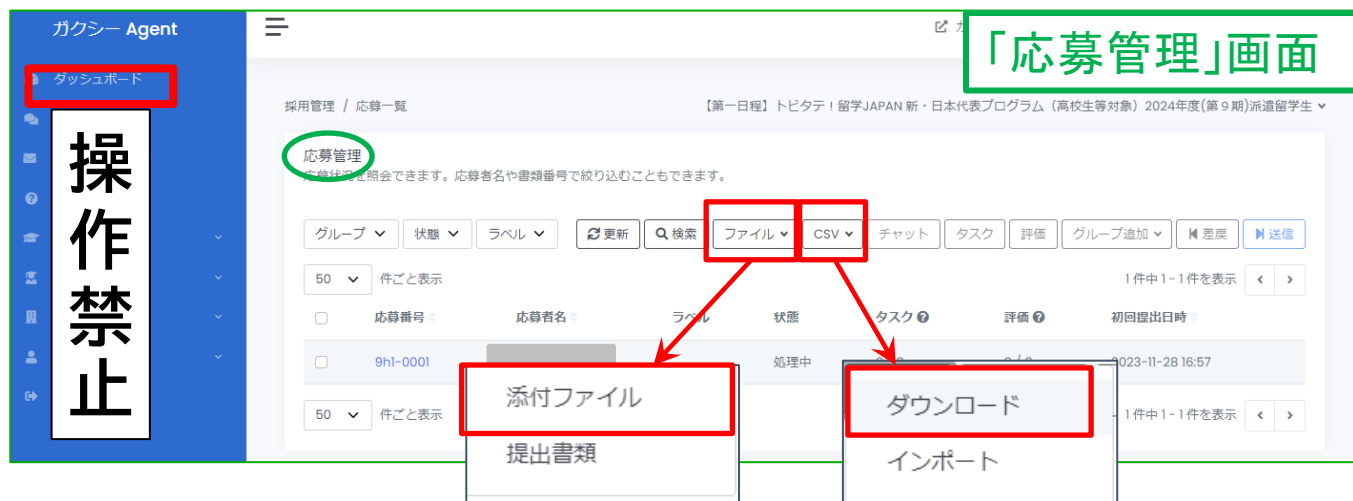 ガクシー Agent
ダッシュボード
操作禁止
「応募管理」画面
採用管理 / 応募一覧
【第一日程】トビタテ！留学JAPAN 新・日本代表プログラム（高校生等対象）2024年度(第９期)派遣留学生
応募管理
応募状況を照会できます。応募者名や書類番号で絞り込むこともできます。
グループ 状態 ラベル 更新 検索 ファイル CSV チャット タスク 評価 グループ追加 差戻 送信
50 件ごと表示 1件中1-1件を表示
応募番号 応募者名 ラベル 状態 タスク 評価 初回提出日時
9h1-0001 処理中 2023-11-28 16:57
50 件ごと表示 1件中1-1件を表示
添付ファイル
提出書類
ダウンロード
インポート